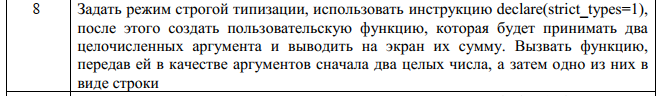 8 Задать режим строгой типизации, использовать инструкцию declare(strict_types=1),
после этого создать пользовательскую функцию, которая будет принимать два
целочисленных аргумента и выводить на экран их сумму. Вызвать функцию,
передав ей в качестве аргументов сначала два целых числа, а затем одно из них в
виде строки